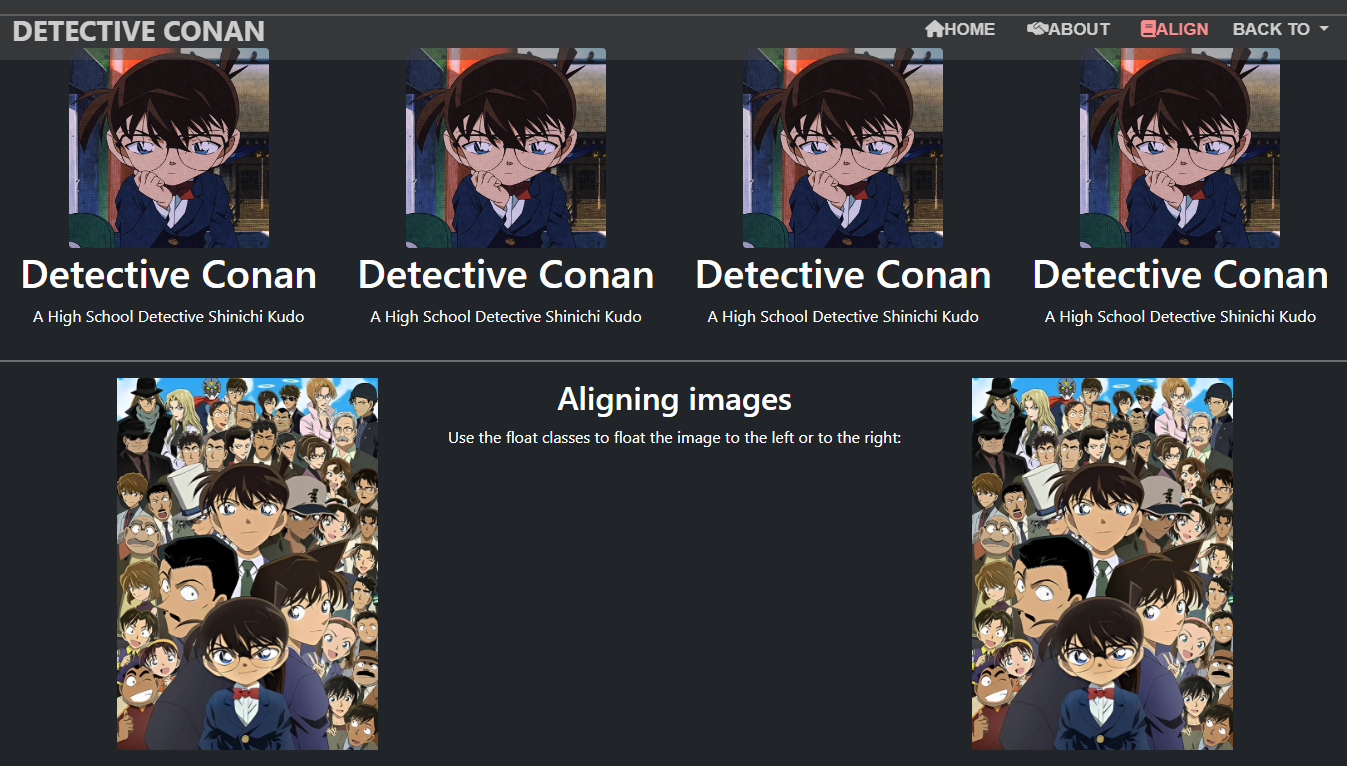 DETECTIVE CONAN HOME ABOUT ALIGN BACK TO
Detective Conan Detective Conan Detective Conan Detective Conan
A High School Detective Shinichi Kudo A High School Detective Shinichi Kudo A High School Detective Shinichi Kudo A High School Detective Shinichi Kudo
Aligning images
Use the float classes to float the image to the left or to the right: